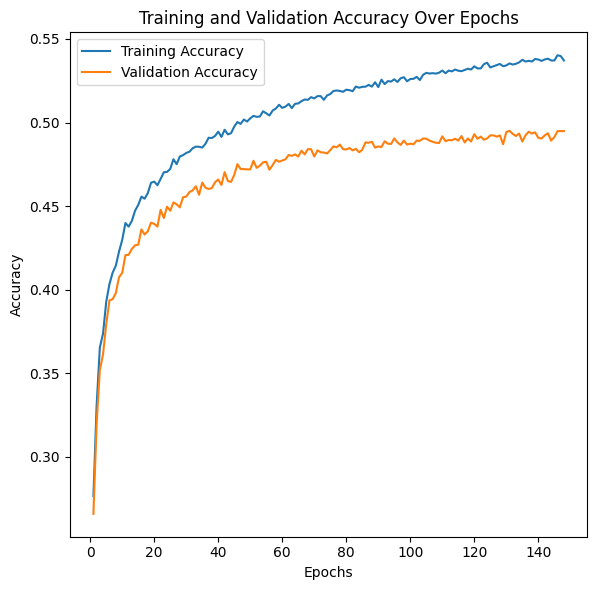 Training and Validation Accuracy Over Epochs
Training Accuracy
Validation Accuracy
0.55
0.50
0.45
0.40
0.35
0.30
Accuracy
0 20 40 60 80 100 120 140
Epochs